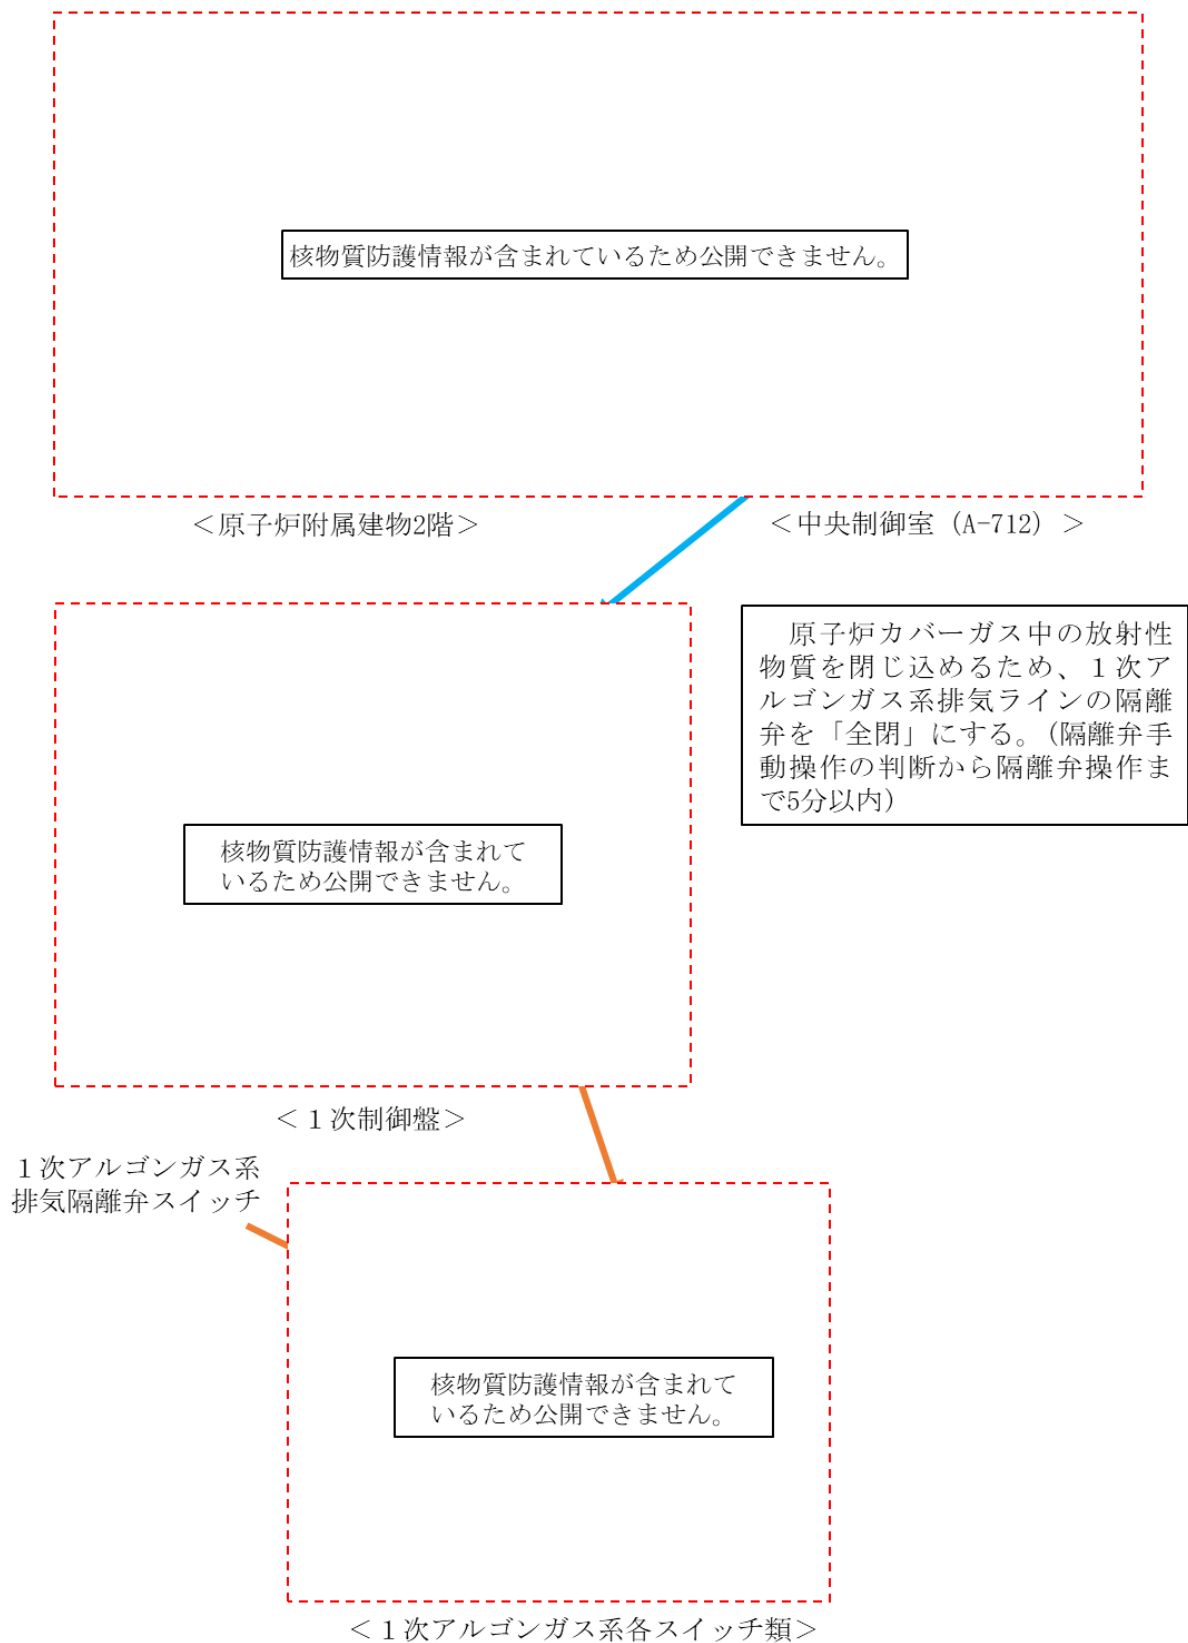 核物質防護情報が含まれているため公開できません。
＜原子炉附属建物2階＞
＜中央制御室（A-712）＞
原子炉カバーガス中の放射性
物質を閉じ込めるため、１次ア
ルゴンガス系排気ラインの隔離
弁を「全閉」にする。（隔離弁手
動操作の判断から隔離弁操作ま
で5分以内）
核物質防護情報が含まれて
いるため公開できません。
＜１次制御盤＞
１次アルゴンガス系
排気隔離弁スイッチ
核物質防護情報が含まれて
いるため公開できません。
＜１次アルゴンガス系各スイッチ類＞